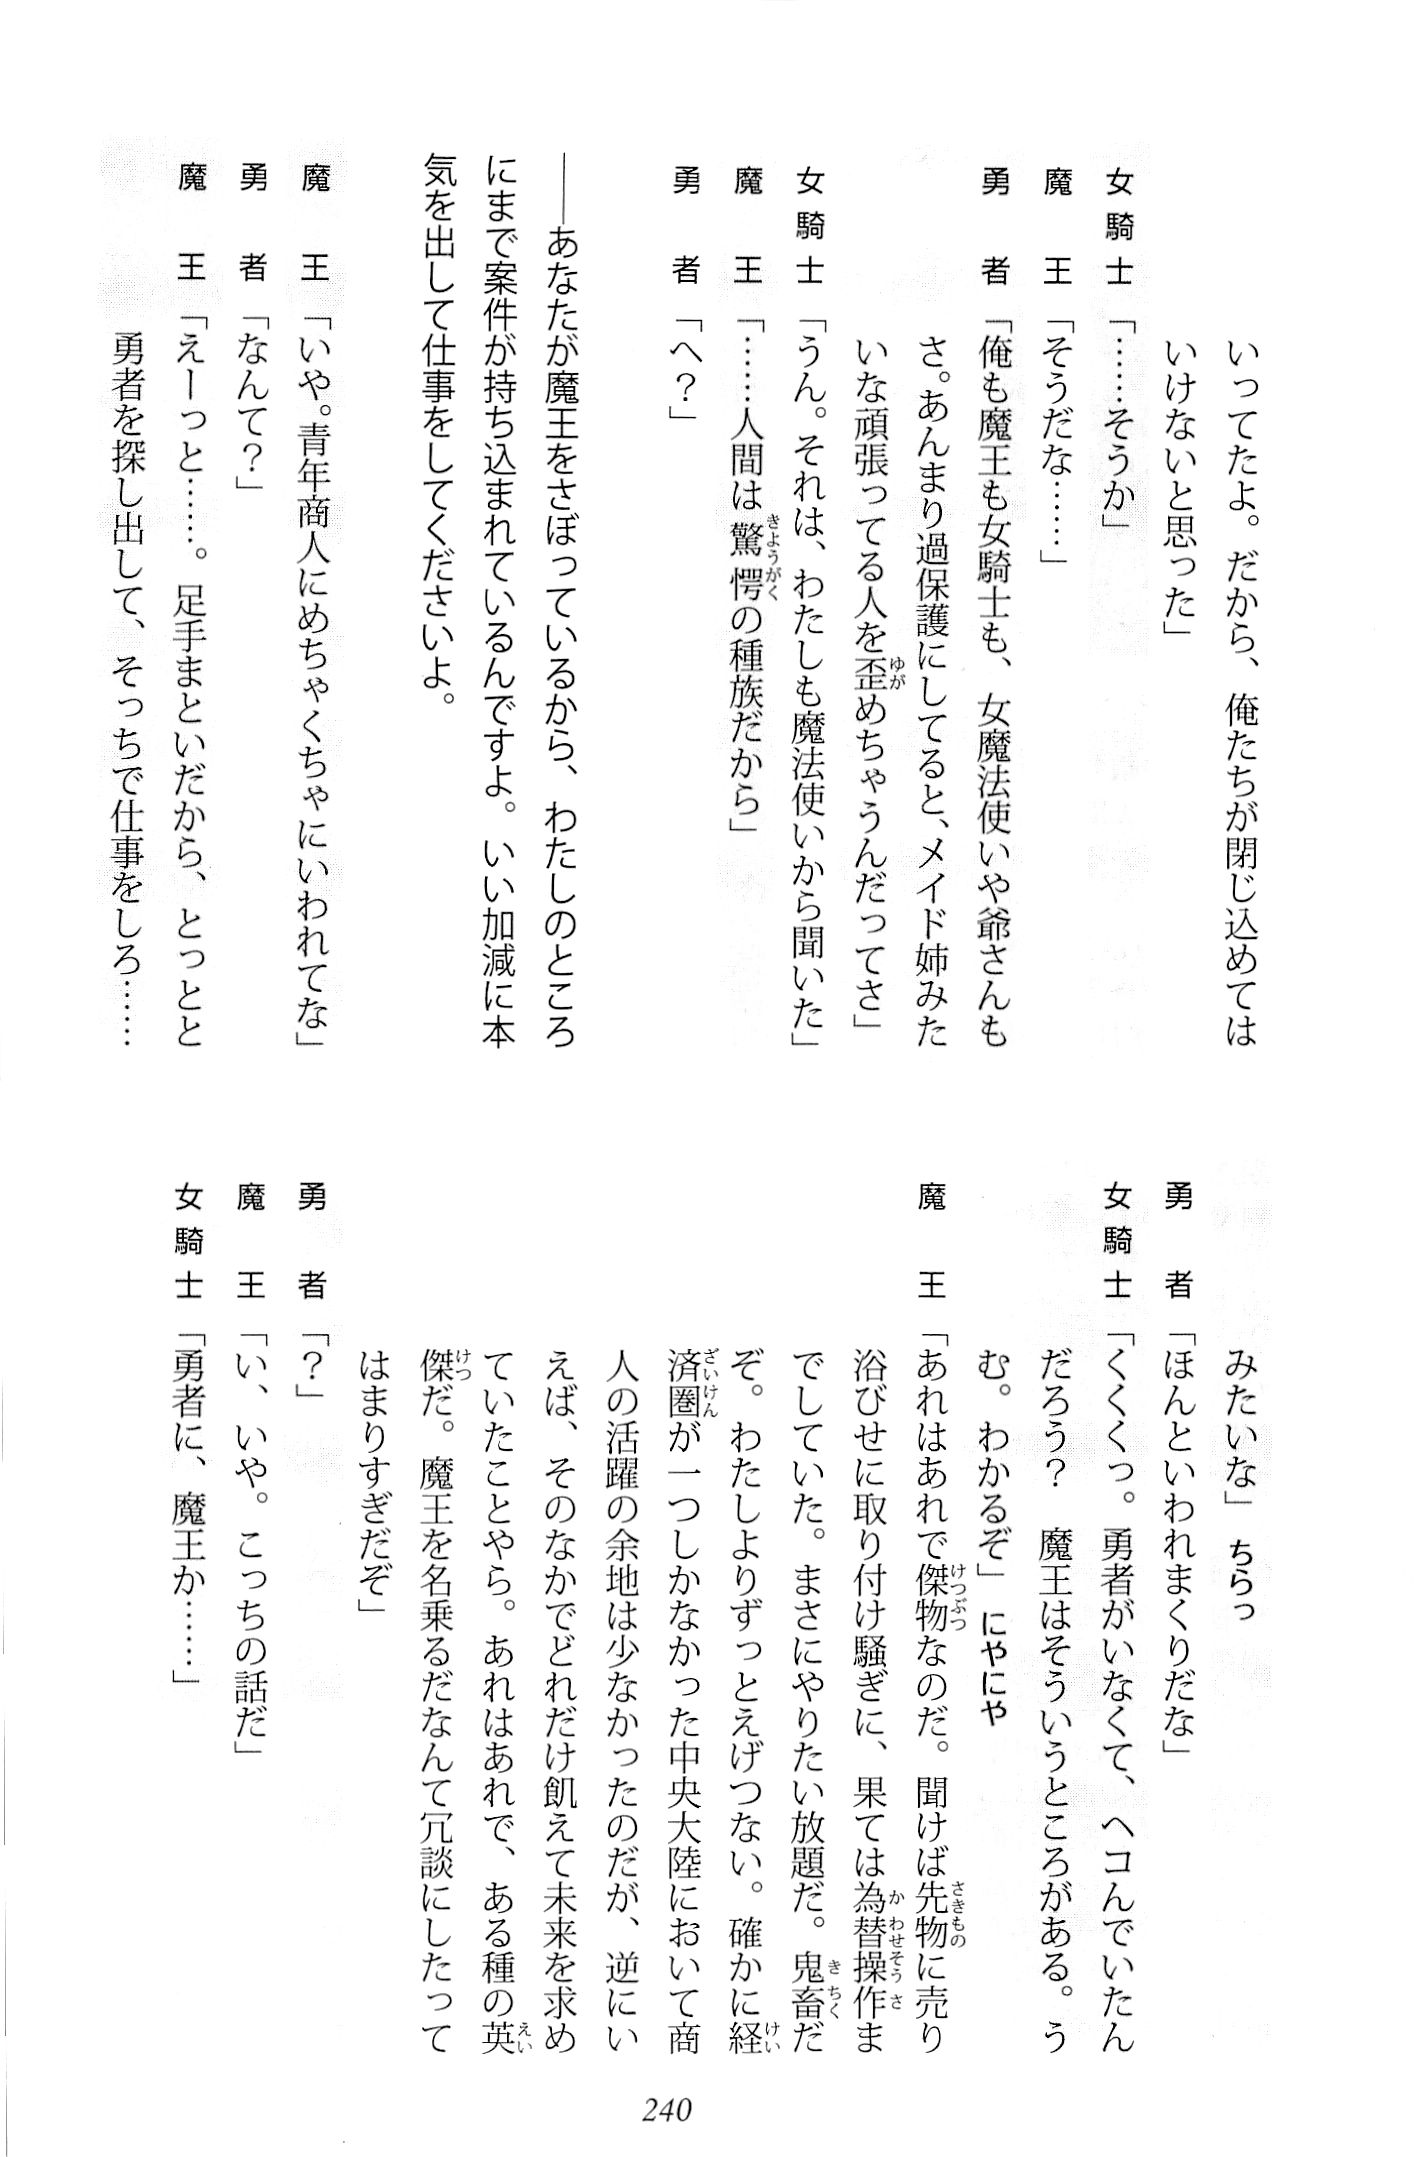 いってたよ。だから、俺たちが閉じ込めては
いけないと思った」
女騎士「……そうか」
魔　王「そうだな……」
勇　者「俺も魔王も女騎士も、女魔法使いや爺さんも
さ。あんまり過保護にしてると、メイド姉みた
いな頑張ってる人を歪めちゃうんだってさ」
女騎士「うん。それは、わたしも魔法使いから聞いた」
魔　王「……人間は驚愕の種族だから」
勇　者「へ？」
――あなたが魔王をさぼっているから、わたしのところ
にまで案件が持ち込まれているんですよ。いい加減に本
気を出して仕事をしてくださいよ。
魔　王「いや。青年商人にめちゃくちゃにいわれてな」
勇　者「なんて？」
魔　王「えーっと……。足手まといだから、とっとと
勇者を探し出して、そっちで仕事をしろ……
みたいな」ちらっ
勇　者「ほんといわれまくりだな」
女騎士「くくくっ。勇者がいなくて、ヘコんでいたん
だろう？　魔王はそういうところがある。う
む。わかるぞ」にやにや
魔　王「あれはあれで傑物なのだ。聞けば先物に売り
浴びせに取り付け騒ぎに、果ては為替操作ま
でしていた。まさにやりたい放題だ。鬼畜だ
ぞ。わたしよりずっとえげつない。確かに経
済圏が一つしかなかった中央大陸において商
人の活躍の余地は少なかったのだが、逆にい
えば、そのなかでどれだけ飢えて未来を求め
ていたことやら。あれはあれで、ある種の英
傑だ。魔王を名乗るだなんて冗談にしたって
はまりすぎだぞ」
勇　者「？」
魔　王「い、いや。こっちの話だ」
女騎士「勇者に、魔王か……」
240